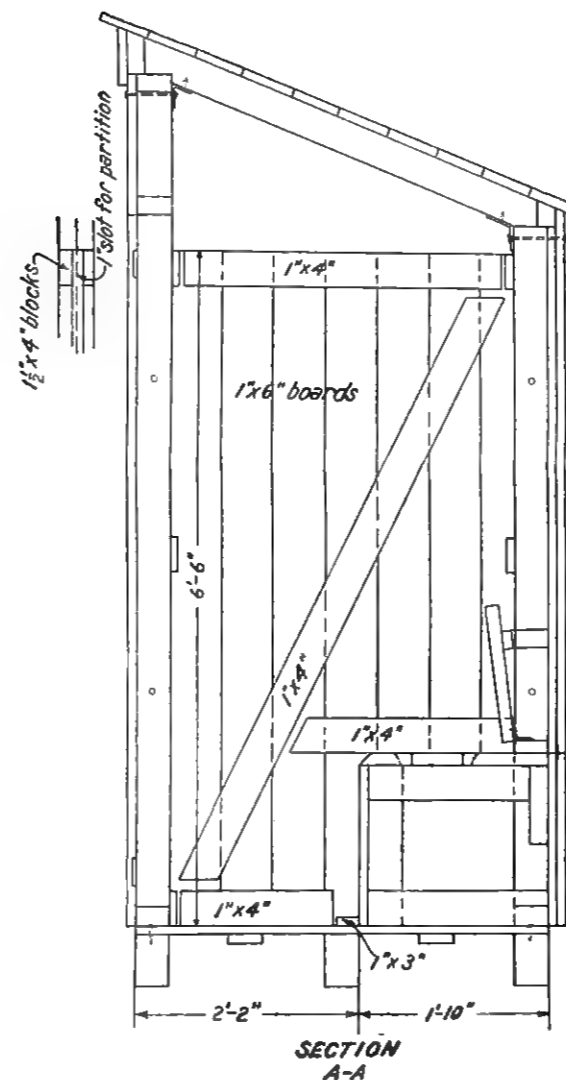 1" slot for partition
1½"x4" blocks
1"x4"
1"x6" boards
6'-6"
1"x4"
1"x4"
1"x4"
1"x3"
2'-2"
1'-10"
SECTION
A-A